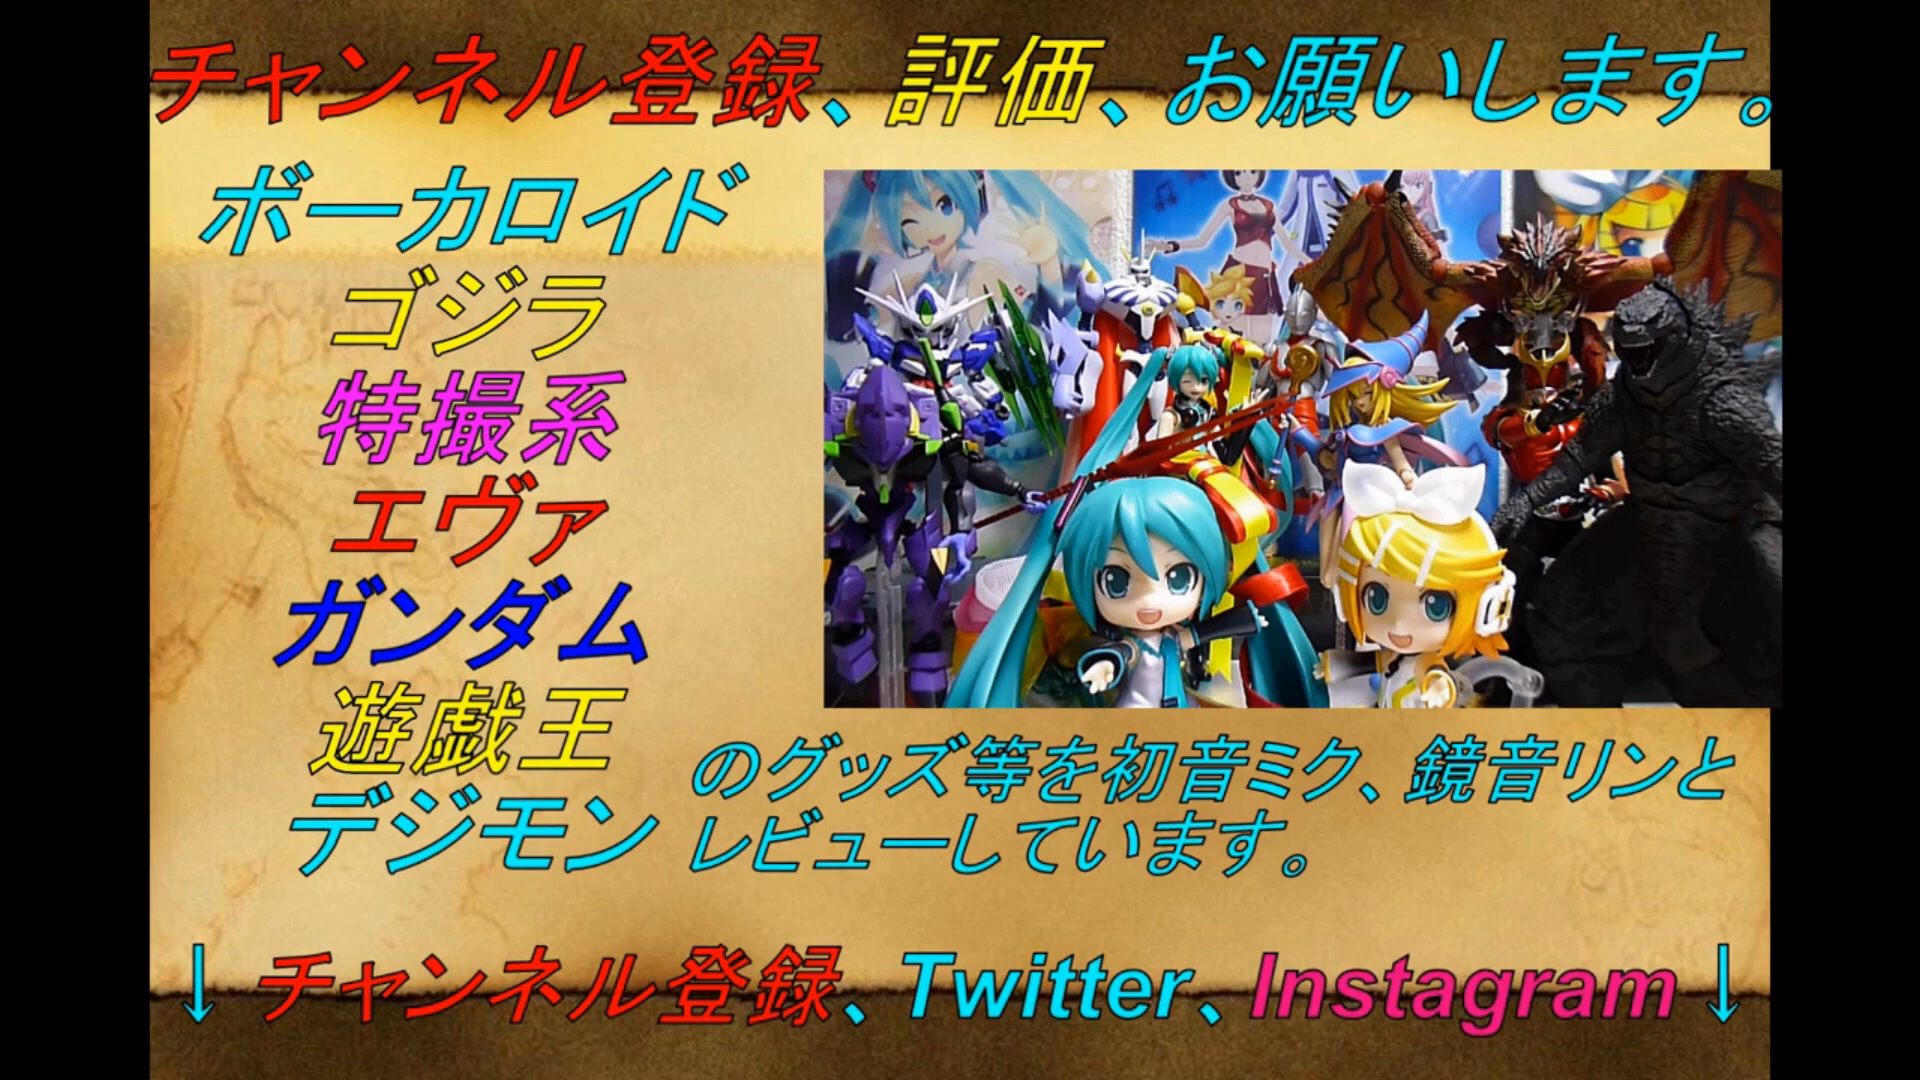 チャンネル登録、評価、お願いします。
ボーカロイド
ゴジラ
特撮系
エヴァ
ガンダム
遊戯王
デジモン
のグッズ等を初音ミク、鏡音リンと
レビューしています。
↓チャンネル登録、Twitter、Instagram↓